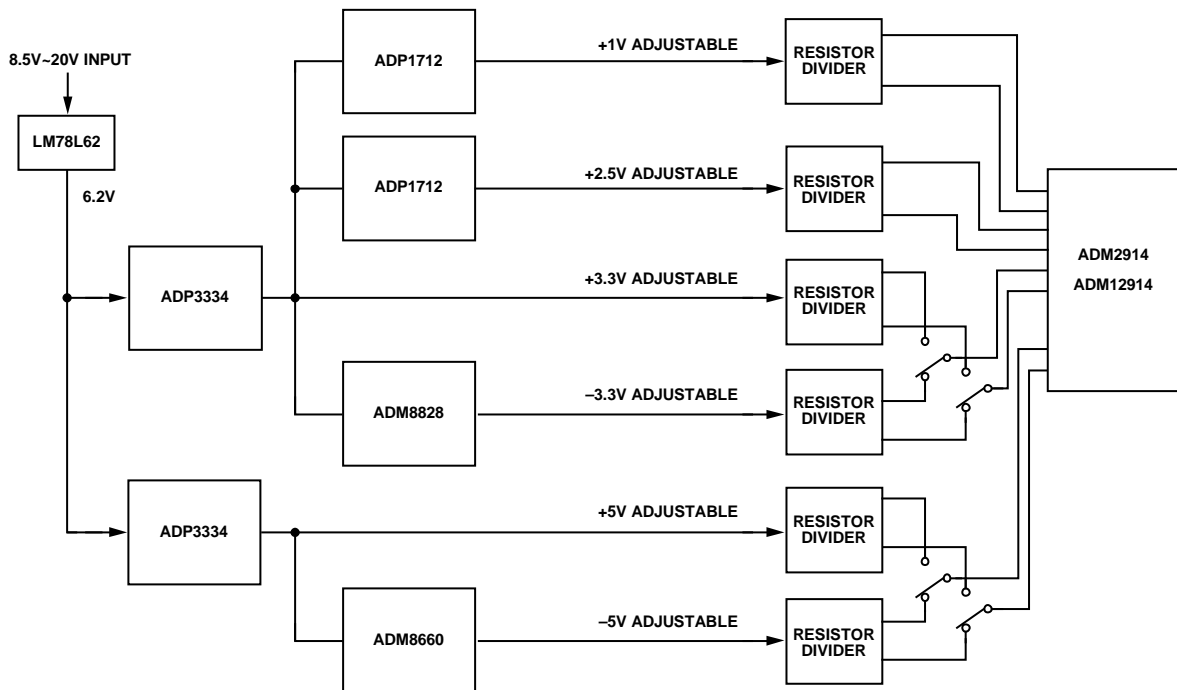 8.5V~20V INPUT
LM78L62
6.2V
ADP3334
ADP3334
ADP1712
ADP1712
ADM8828
ADM8660
+1V ADJUSTABLE
+2.5V ADJUSTABLE
+3.3V ADJUSTABLE
–3.3V ADJUSTABLE
+5V ADJUSTABLE
–5V ADJUSTABLE
RESISTOR
DIVIDER
RESISTOR
DIVIDER
RESISTOR
DIVIDER
RESISTOR
DIVIDER
RESISTOR
DIVIDER
RESISTOR
DIVIDER
ADM2914
ADM12914